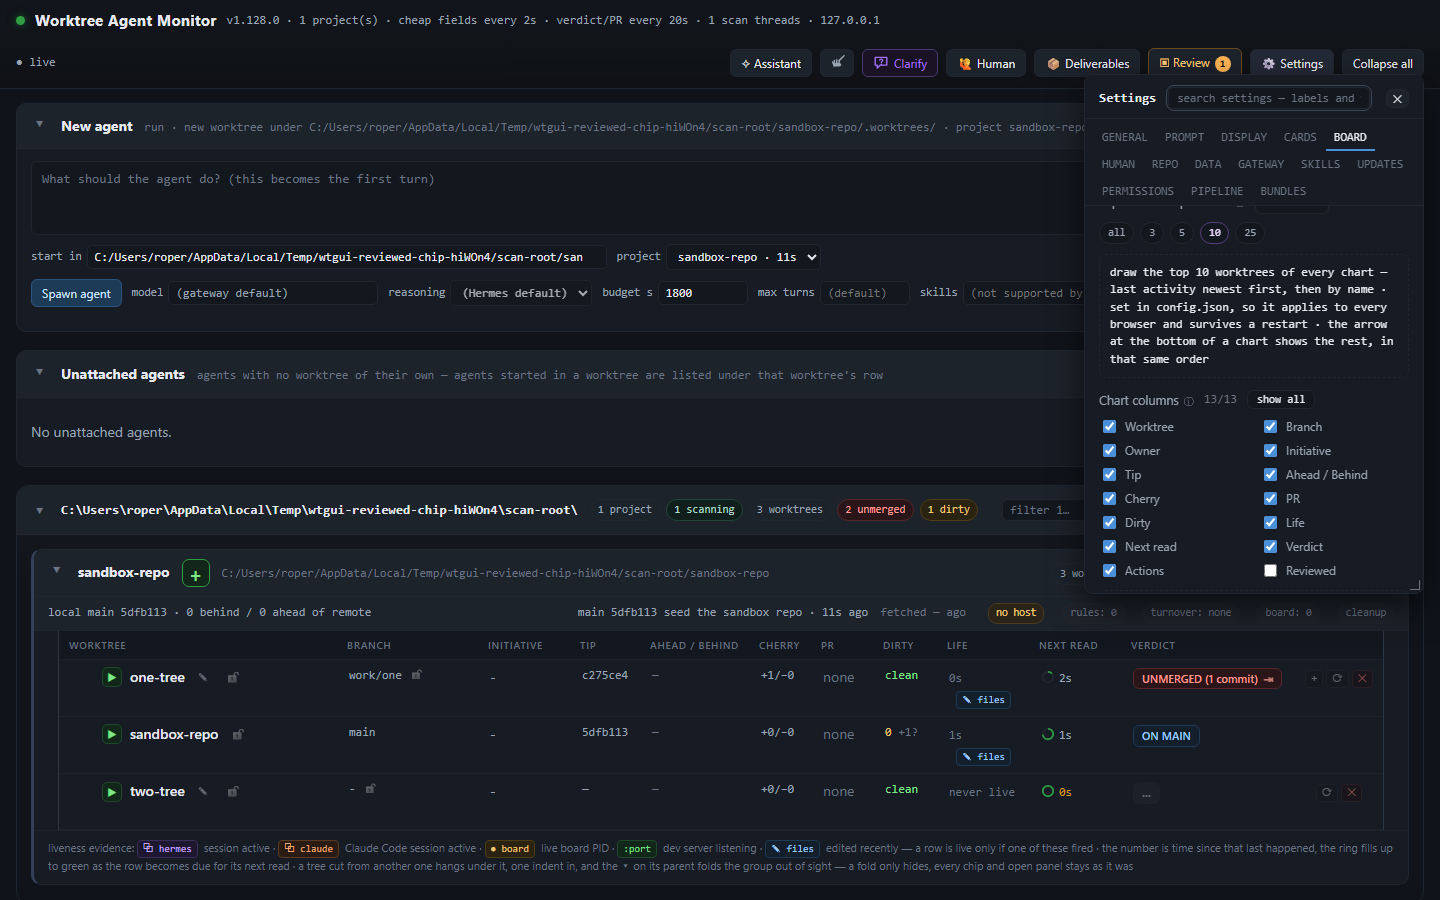 Worktree Agent Monitor v1.128.0 · 1 project(s) · cheap fields every 2s · verdict/PR every 20s · 1 scan threads · 127.0.0.1
live
Assistant
Clarify
Human
Deliverables
Review 1
Settings
Collapse all
New agent run · new worktree under C:/Users/roper/AppData/Local/Temp/wtgui-reviewed-chip-hiWOn4/scan-root/sandbox-repo/.worktrees/ · project sandbox-repo
What should the agent do? (this becomes the first turn)
start in C:/Users/roper/AppData/Local/Temp/wtgui-reviewed-chip-hiWOn4/scan-root/san project sandbox-repo · 11s
Spawn agent model (gateway default) reasoning (Hermes default) budget s 1800 max turns (default) skills (not supported by
Unattached agents agents with no worktree of their own — agents started in a worktree are listed under that worktree's row
No unattached agents.
C:\Users\roper\AppData\Local\Temp\wtgui-reviewed-chip-hiWOn4\scan-root\ 1 project 1 scanning 3 worktrees 2 unmerged 1 dirty filter 1…
sandbox-repo + C:/Users/roper/AppData/Local/Temp/wtgui-reviewed-chip-hiWOn4/scan-root/sandbox-repo 3 wo
local main 5dfb113 · 0 behind / 0 ahead of remote main 5dfb113 seed the sandbox repo · 11s ago fetched — ago no host rules: 0 turnover: none board: 0 cleanup
WORKTREE BRANCH INITIATIVE TIP AHEAD / BEHIND CHERRY PR DIRTY LIFE NEXT READ VERDICT
one-tree work/one - c275ce4 — +1/−0 none clean 0s 2s UNMERGED (1 commit) +
files
sandbox-repo main - 5dfb113 — +0/−0 none 0 +1? 1s 1s ON MAIN
files
two-tree - - — — +0/−0 none clean never live 0s …
liveness evidence: hermes session active · claude Claude Code session active · board live board PID · :port dev server listening · files edited recently — a row is live only if one of these fired · the number is time since that last happened, the ring fills up
to green as the row becomes due for its next read · a tree cut from another one hangs under it, one indent in, and the ▾ on its parent folds the group out of sight — a fold only hides, every chip and open panel stays as it was
Settings search settings — labels and
GENERAL PROMPT DISPLAY CARDS BOARD
HUMAN REPO DATA GATEWAY SKILLS UPDATES
PERMISSIONS PIPELINE BUNDLES
all 3 5 10 25
draw the top 10 worktrees of every chart —
last activity newest first, then by name ·
set in config.json, so it applies to every
browser and survives a restart · the arrow
at the bottom of a chart shows the rest, in
that same order
Chart columns 13/13 show all
Worktree Branch
Owner Initiative
Tip Ahead / Behind
Cherry PR
Dirty Life
Next read Verdict
Actions Reviewed